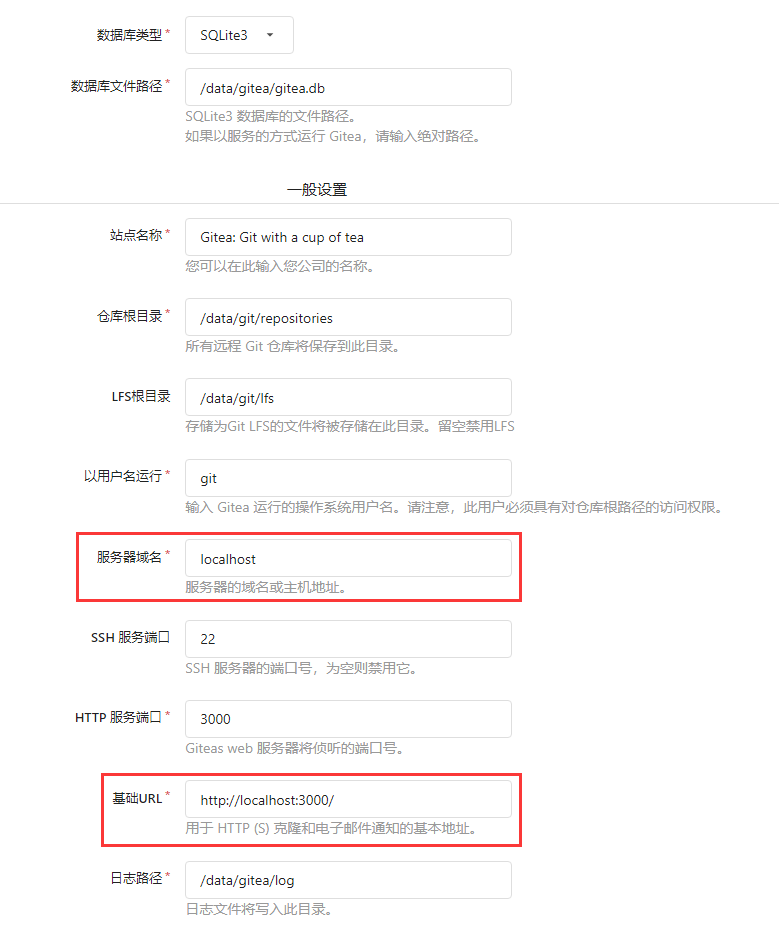 数据库类型* SQLite3
数据库文件路径* /data/gitea/gitea.db
SQLite3 数据库的文件路径。
如果以服务的方式运行 Gitea，请输入绝对路径。
一般设置
站点名称* Gitea: Git with a cup of tea
您可以在此输入您公司的名称。
仓库根目录* /data/git/repositories
所有远程 Git 仓库将保存到此目录。
LFS根目录 /data/git/lfs
存储为Git LFS的文件将被存储在此目录。留空禁用LFS
以用户名运行* git
输入 Gitea 运行的操作系统用户名。请注意，此用户必须具有对仓库根路径的访问权限。
服务器域名* localhost
服务器的域名或主机地址。
SSH 服务端口 22
SSH 服务器的端口号，为空则禁用它。
HTTP 服务端口* 3000
Giteas web 服务器将侦听的端口号。
基础URL* http://localhost:3000/
用于 HTTP (S) 克隆和电子邮件通知的基本地址。
日志路径* /data/gitea/log
日志文件将写入此目录。